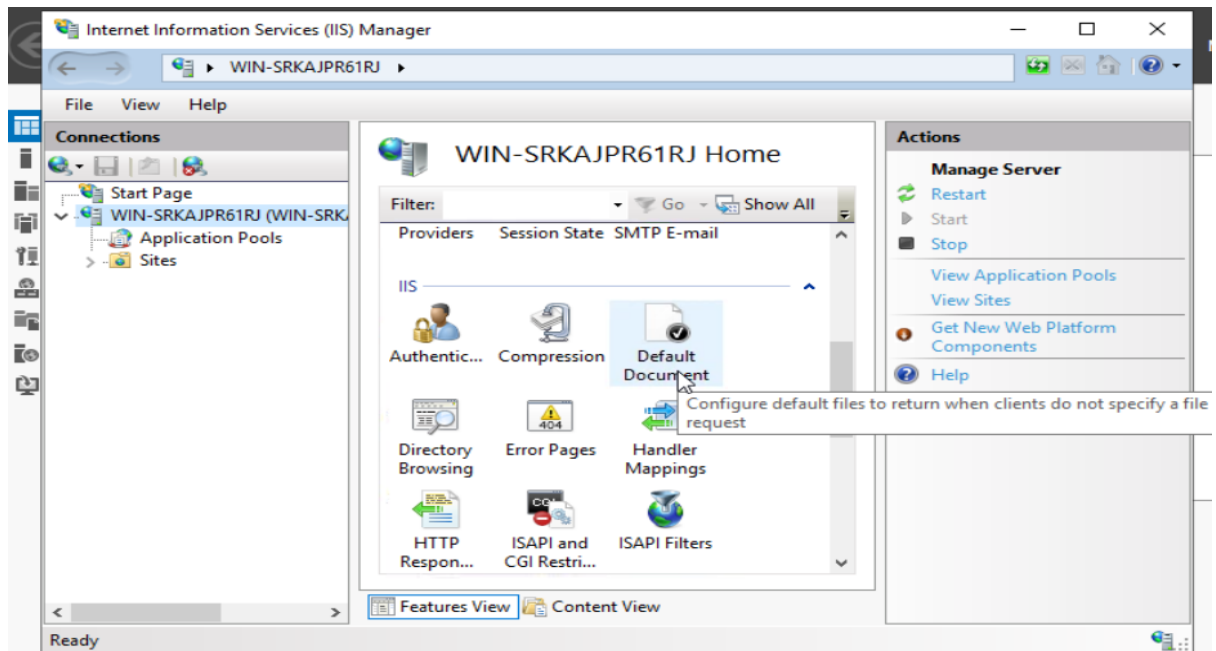 Internet Information Services (IIS) Manager
WIN-SRKAJPR61RJ
File View Help
Connections
Start Page
WIN-SRKAJPR61RJ (WIN-SRKA
Application Pools
Sites
WIN-SRKAJPR61RJ Home
Filter: Go Show All
Providers Session State SMTP E-mail
IIS
Authentic... Compression Default
Document
Directory Error Pages Handler
Browsing Mappings
404
HTTP ISAPI and ISAPI Filters
Respon... CGI Restri...
CGI
Features View Content View
Actions
Manage Server
Restart
Start
Stop
View Application Pools
View Sites
Get New Web Platform
Components
Help
Configure default files to return when clients do not specify a file
request
Ready